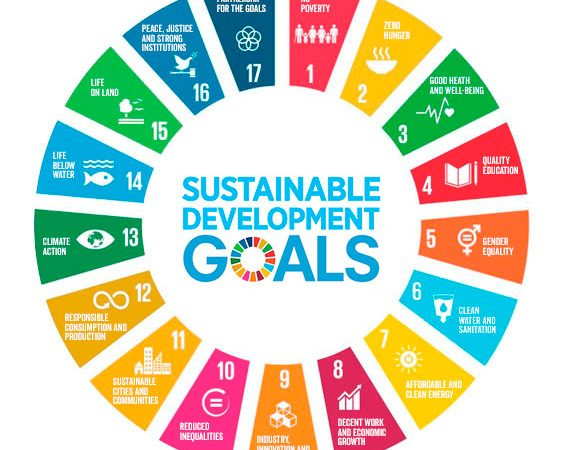 SUSTAINABLE
DEVELOPMENT
GOALS
NO
POVERTY
1
ZERO
HUNGER
2
GOOD HEATH
AND WELL-BEING
3
QUALITY
EDUCATION
4
GENDER
EQUALITY
5
CLEAN
WATER AND
SANITATION
6
AFFORDABLE AND
CLEAN ENERGY
7
DECENT WORK
AND ECONOMIC
GROWTH
8
INDUSTRY,
INNOVATION AND
9
REDUCED
INEQUALITIES
10
SUSTAINABLE
CITIES AND
COMMUNITIES
11
RESPONSIBLE
CONSUMPTION AND
PRODUCTION
12
CLIMATE
ACTION
13
LIFE
BELOW
WATER
14
LIFE
ON LAND
15
PEACE, JUSTICE
AND STRONG
INSTITUTIONS
16
PARTNERSHIP
FOR THE GOALS
17